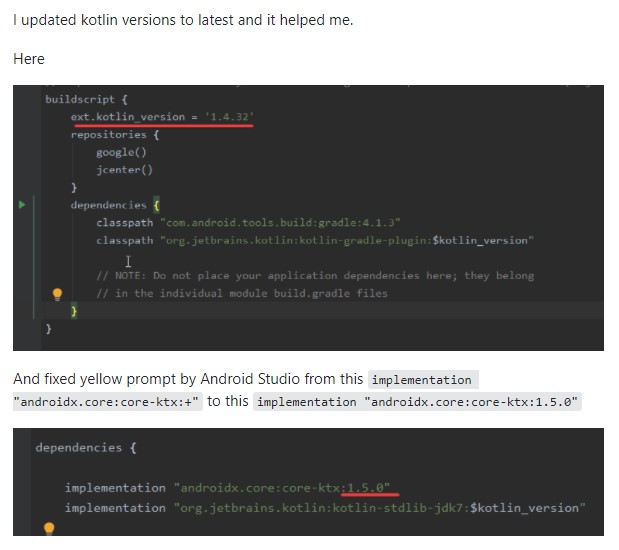 I updated kotlin versions to latest and it helped me.
Here
buildscript {
ext.kotlin_version = '1.4.32'
repositories {
google()
jcenter()
}
dependencies {
classpath "com.android.tools.build:gradle:4.1.3"
classpath "org.jetbrains.kotlin:kotlin-gradle-plugin:$kotlin_version"
// NOTE: Do not place your application dependencies here; they belong
// in the individual module build.gradle files
}
}
And fixed yellow prompt by Android Studio from this implementation
"androidx.core:core-ktx:+" to this implementation "androidx.core:core-ktx:1.5.0"
dependencies {
implementation "androidx.core:core-ktx:1.5.0"
implementation "org.jetbrains.kotlin:kotlin-stdlib-jdk7:$kotlin_version"